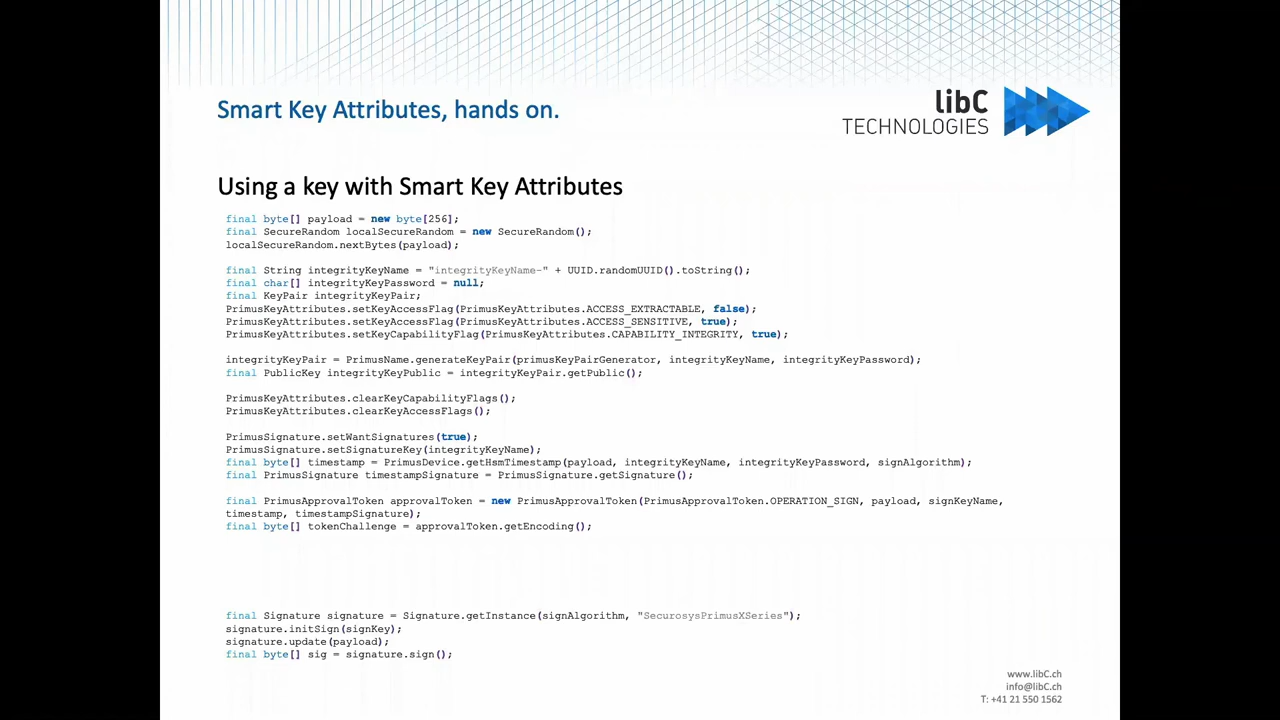 Smart Key Attributes, hands on.
libC
TECHNOLOGIES
Using a key with Smart Key Attributes
final byte[] payload = new byte[256];
final SecureRandom localSecureRandom = new SecureRandom();
localSecureRandom.nextBytes(payload);
final String integrityKeyName = "integrityKeyName-" + UUID.randomUUID().toString();
final char[] integrityKeyPassword = null;
final KeyPair integrityKeyPair;
PrimusKeyAttributes.setKeyAccessFlag(PrimusKeyAttributes.ACCESS_EXTRACTABLE, false);
PrimusKeyAttributes.setKeyAccessFlag(PrimusKeyAttributes.ACCESS_SENSITIVE, true);
PrimusKeyAttributes.setKeyCapabilityFlag(PrimusKeyAttributes.CAPABILITY_INTEGRITY, true);
integrityKeyPair = PrimusName.generateKeyPair(primusKeyPairGenerator, integrityKeyName, integrityKeyPassword);
final PublicKey integrityKeyPublic = integrityKeyPair.getPublic();
PrimusKeyAttributes.clearKeyCapabilityFlags();
PrimusKeyAttributes.clearKeyAccessFlags();
PrimusSignature.setWantSignatures(true);
PrimusSignature.setSignatureKey(integrityKeyName);
final byte[] timestamp = PrimusDevice.getHsmTimestamp(payload, integrityKeyName, integrityKeyPassword, signAlgorithm);
final PrimusSignature timestampSignature = PrimusSignature.getSignature();
final PrimusApprovalToken approvalToken = new PrimusApprovalToken(PrimusApprovalToken.OPERATION_SIGN, payload, signKeyName,
timestamp, timestampSignature);
final byte[] tokenChallenge = approvalToken.getEncoding();
final Signature signature = Signature.getInstance(signAlgorithm, "SecurosysPrimusXSeries");
signature.initSign(signKey);
signature.update(payload);
final byte[] sig = signature.sign();
www.libC.ch
info@libC.ch
T: +41 21 550 1562